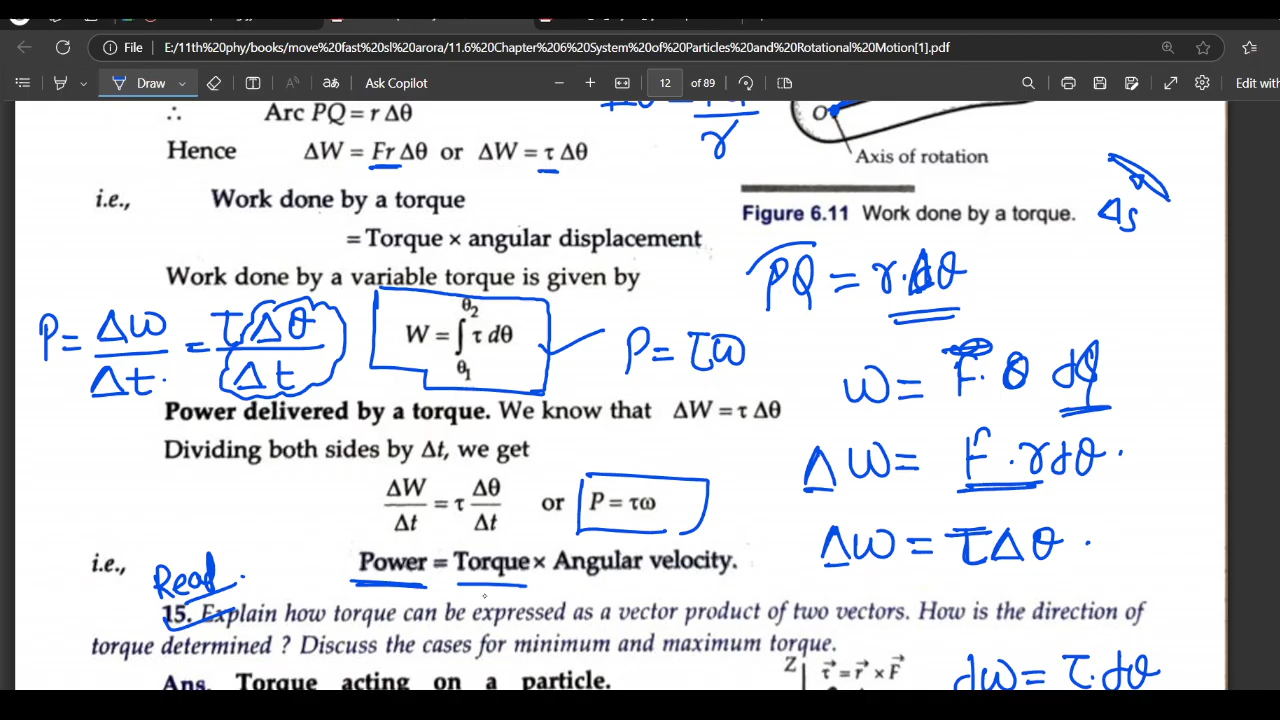 File E:/11th%20phy/books/move%20fast%20sl%20arora/11.6%20Chapter%206%20System%20of%20Particles%20and%20Rotational%20Motion[1].pdf
Draw Ask Copilot 12 of 89 Edit with
∴ Arc PQ = r Δθ
r
O
Axis of rotation
Hence ΔW = Fr Δθ or ΔW = τ Δθ
i.e., Work done by a torque
= Torque × angular displacement
Figure 6.11 Work done by a torque.
Δs
Work done by a variable torque is given by
PQ = r.Δθ
P = Δw/Δt = τΔθ/Δt
W = ∫θ1θ2 τ dθ
P = τω
Power delivered by a torque. We know that ΔW = τ Δθ
Dividing both sides by Δt, we get
ΔW/Δt = τ Δθ/Δt or P = τω
ΔW = F.rdθ.
ΔW = τΔθ.
i.e., Power = Torque × Angular velocity.
Read.
15. Explain how torque can be expressed as a vector product of two vectors. How is the direction of
torque determined ? Discuss the cases for minimum and maximum torque.
Z τ⃗ = r⃗ × F⃗
dw = τ.dθ
Ans. Torque acting on a particle.